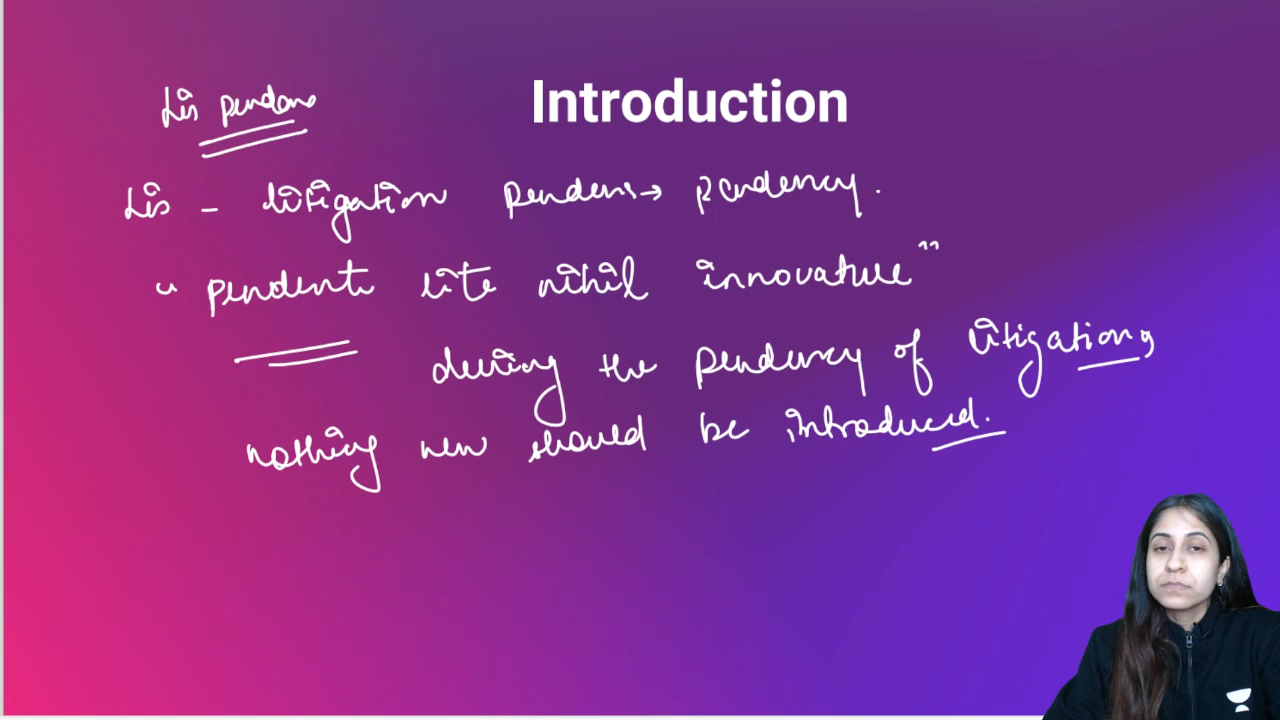 Introduction
Lis pendens
Lis - litigation pendens → pendency.
"pendente lite nihil innovature"
during the pendency of litigation,
nothing new should be introduced.